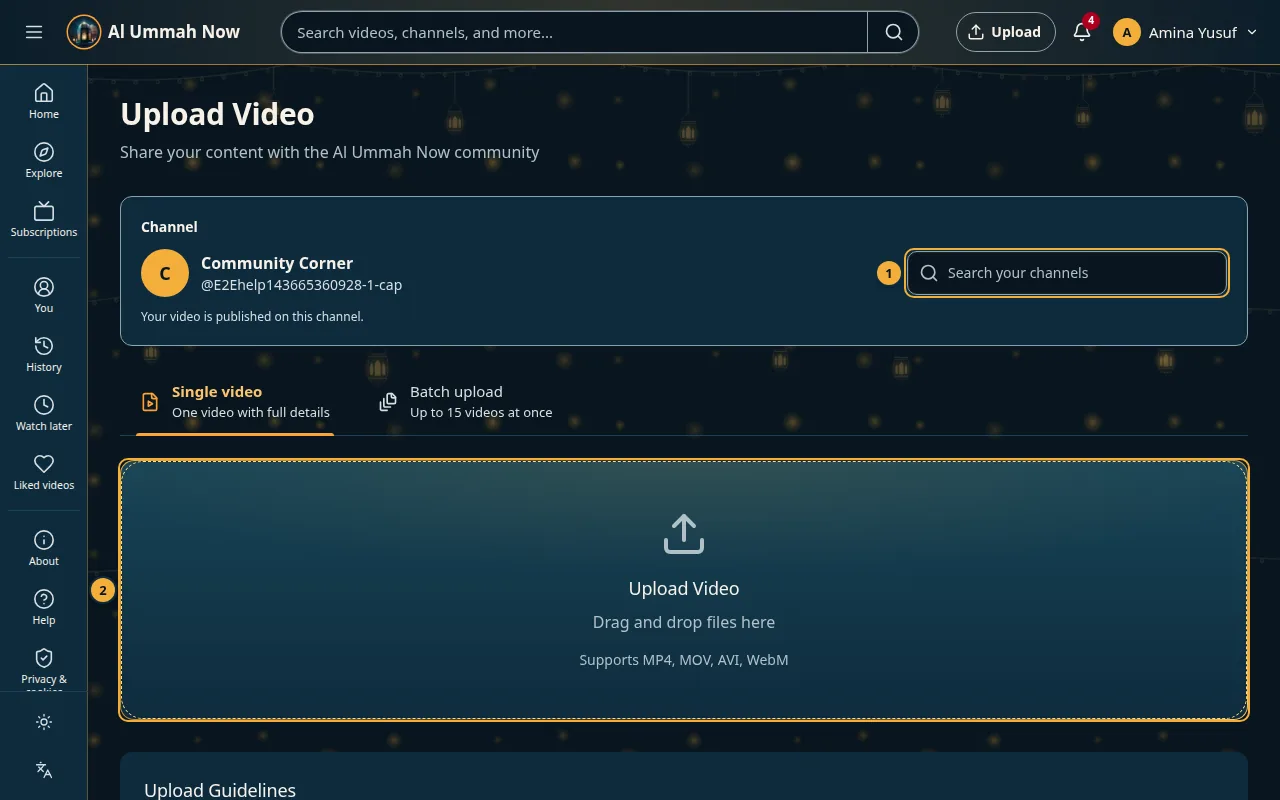 Al Ummah Now
Search videos, channels, and more...
Upload
4
A
Amina Yusuf
Home
Explore
Subscriptions
You
History
Watch later
Liked videos
About
Help
Privacy &
cookies
Upload Video
Share your content with the Al Ummah Now community
Channel
C
Community Corner
@E2Ehelp143665360928-1-cap
Your video is published on this channel.
1
Search your channels
Single video
One video with full details
Batch upload
Up to 15 videos at once
2
Upload Video
Drag and drop files here
Supports MP4, MOV, AVI, WebM
Upload Guidelines